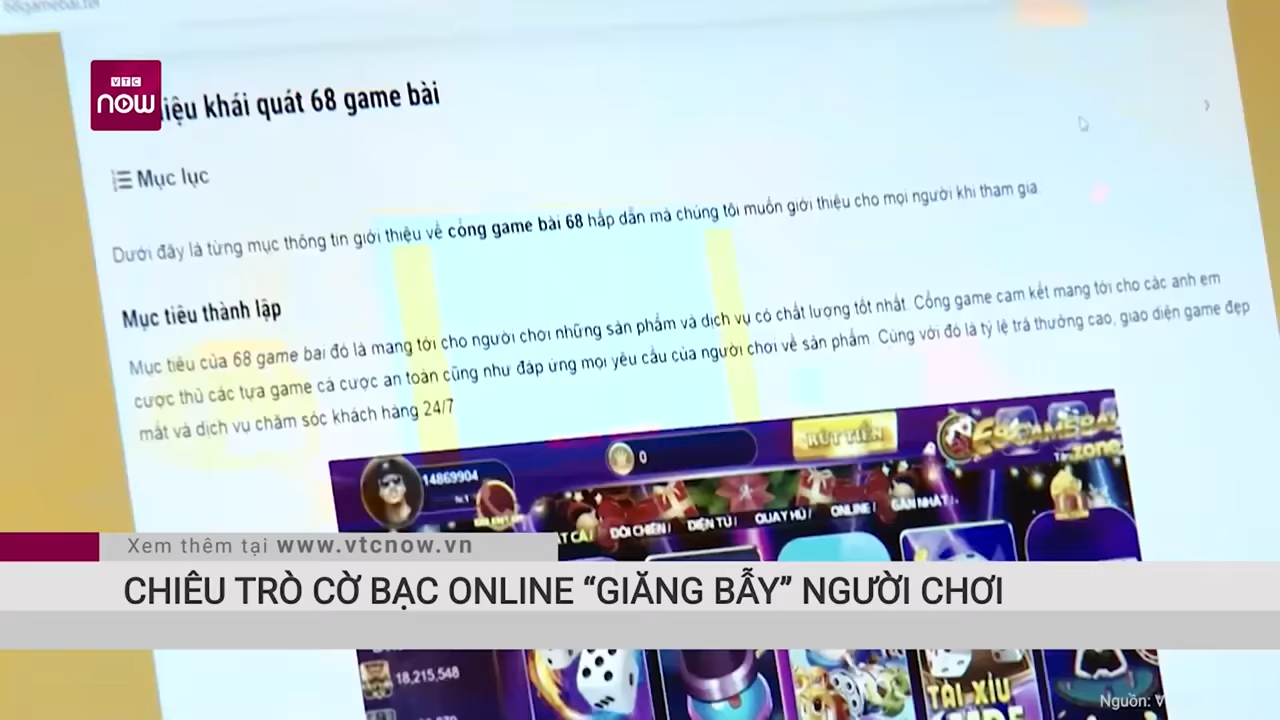 68gamebai.fer
VTC
now
iệu khái quát 68 game bài
Mục lục
Dưới đây là từng mục thông tin giới thiệu về cổng game bài 68 hấp dẫn mà chúng tôi muốn giới thiệu cho mọi người khi tham gia
Mục tiêu thành lập
Mục tiêu của 68 game bài đó là mang tới cho người chơi những sản phẩm và dịch vụ có chất lượng tốt nhất. Cổng game cam kết mang tới cho các anh em
cược thủ các tựa game cá cược an toàn cũng như đáp ứng mọi yêu cầu của người chơi về sản phẩm. Cùng với đó là tỷ lệ trả thưởng cao, giao diện game đẹp
mắt và dịch vụ chăm sóc khách hàng 24/7
14869904
0
RÚT TIỀN
ĐỐI CHIẾN
ĐIỆN TỬ
QUAY HŨ
ONLINE
GẦN NHẤT
Xem thêm tại www.vtcnow.vn
CHIÊU TRÒ CỜ BẠC ONLINE “GIĂNG BẪY” NGƯỜI CHƠI
18,215,548
TÀI XỈU
Nguồn: V